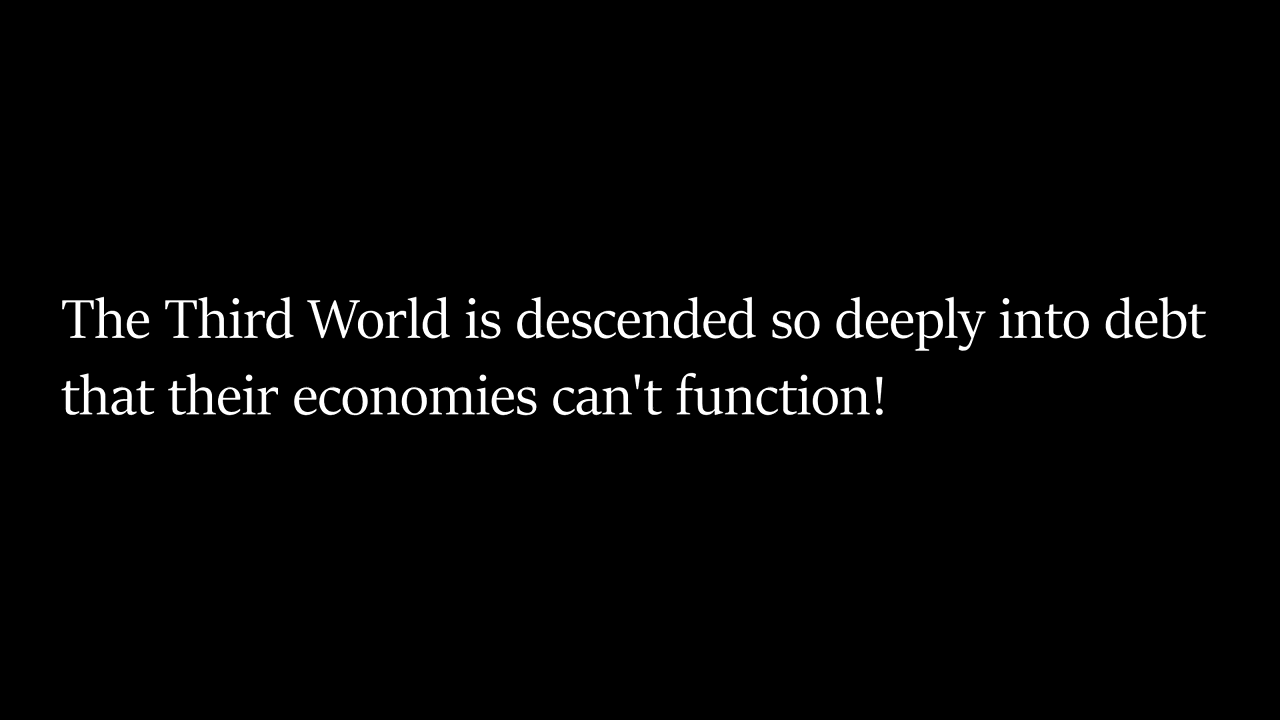 The Third World is descended so deeply into debt
that their economies can't function!